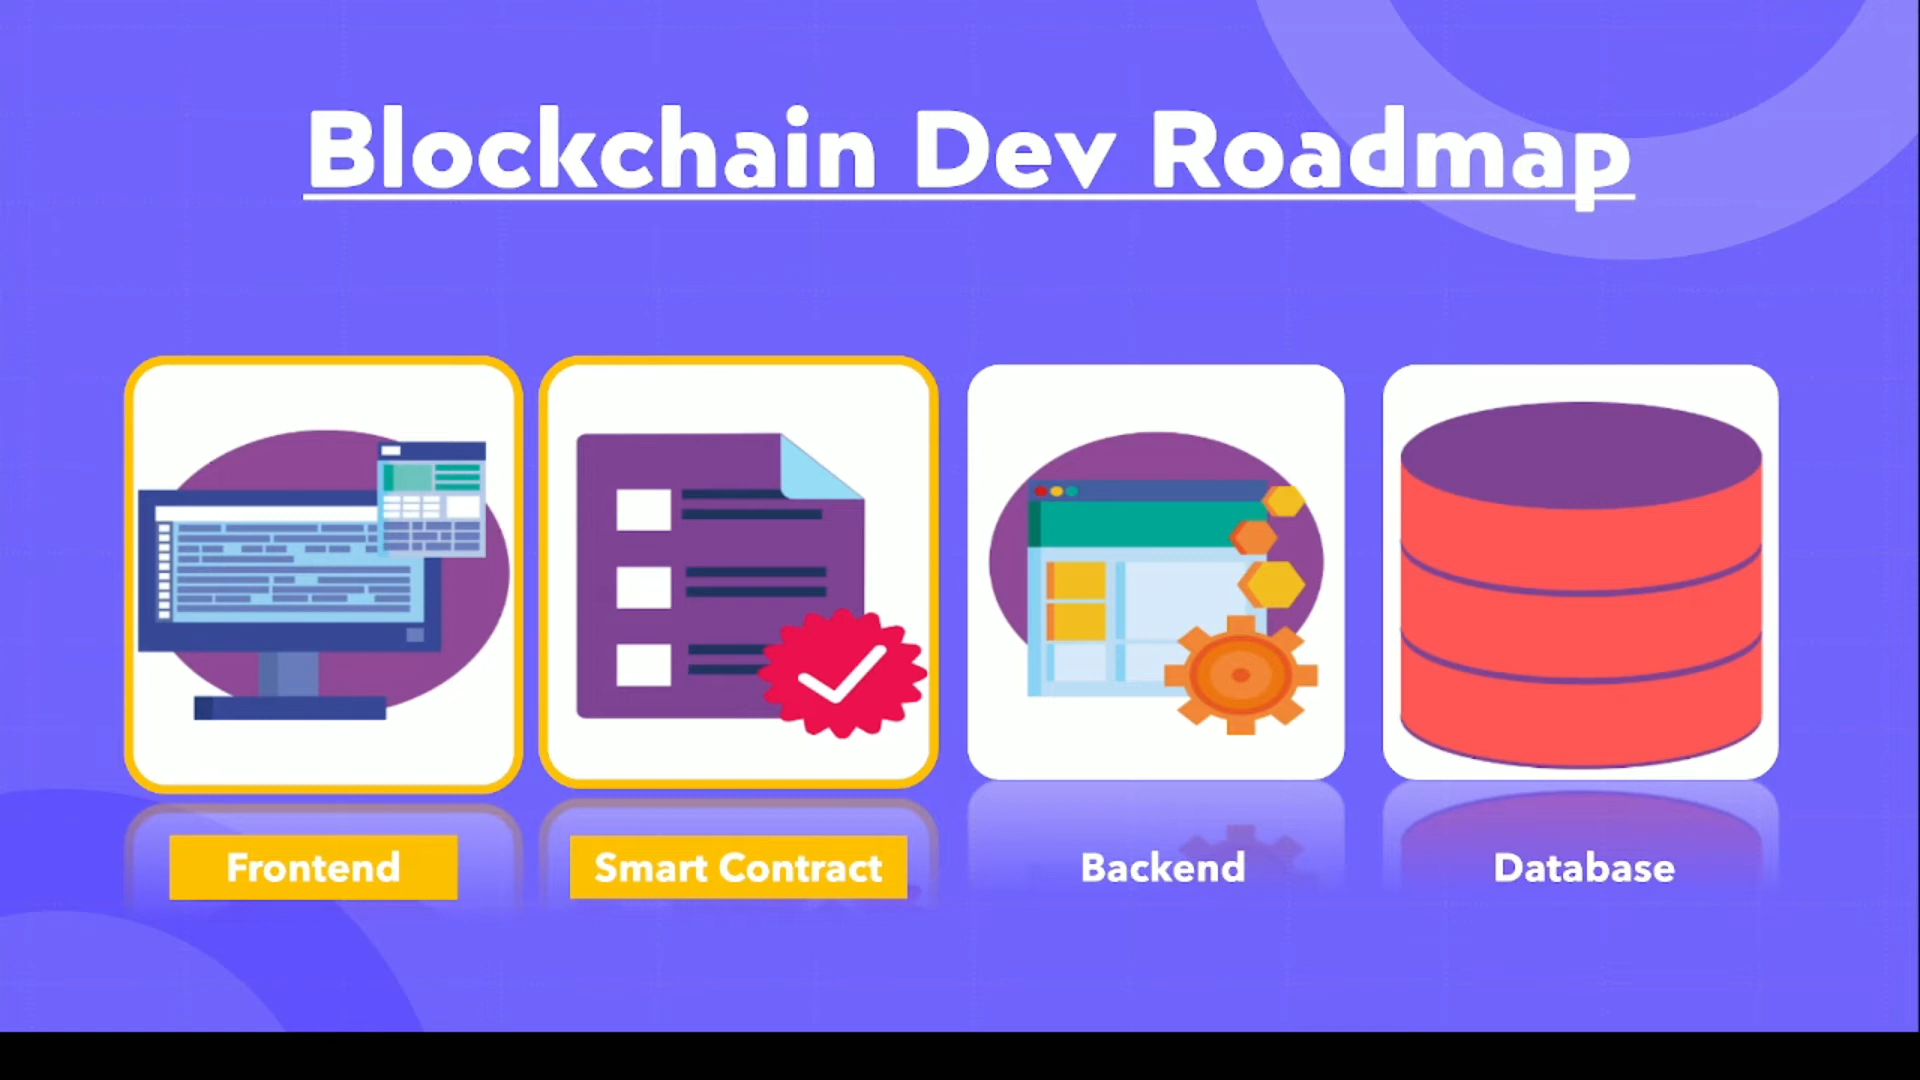 Blockchain Dev Roadmap
Frontend
Smart Contract
Backend
Database